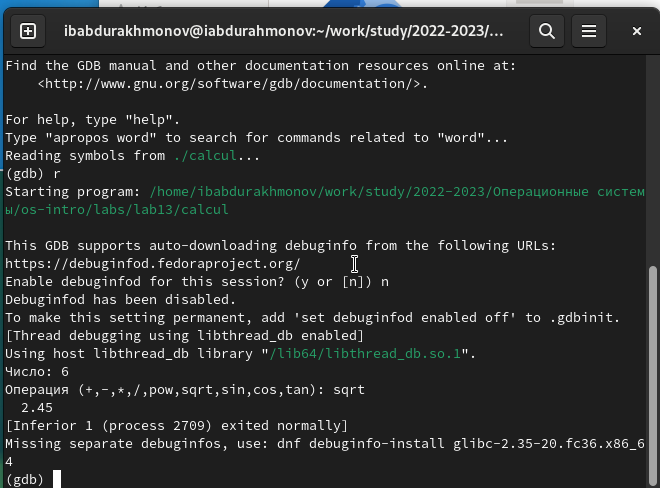 ibabdurakhmonov@iabdurahmonov:~/work/study/2022-2023/...
Find the GDB manual and other documentation resources online at:
    <http://www.gnu.org/software/gdb/documentation/>.
For help, type "help".
Type "apropos word" to search for commands related to "word"...
Reading symbols from ./calcul...
(gdb) r
Starting program: /home/ibabdurakhmonov/work/study/2022-2023/Операционные систем
ы/os-intro/labs/lab13/calcul
This GDB supports auto-downloading debuginfo from the following URLs:
https://debuginfod.fedoraproject.org/
Enable debuginfod for this session? (y or [n]) n
Debuginfod has been disabled.
To make this setting permanent, add 'set debuginfod enabled off' to .gdbinit.
[Thread debugging using libthread_db enabled]
Using host libthread_db library "/lib64/libthread_db.so.1".
Число: 6
Операция (+,-,*,/,pow,sqrt,sin,cos,tan): sqrt
  2.45
[Inferior 1 (process 2709) exited normally]
Missing separate debuginfos, use: dnf debuginfo-install glibc-2.35-20.fc36.x86_6
4
(gdb)